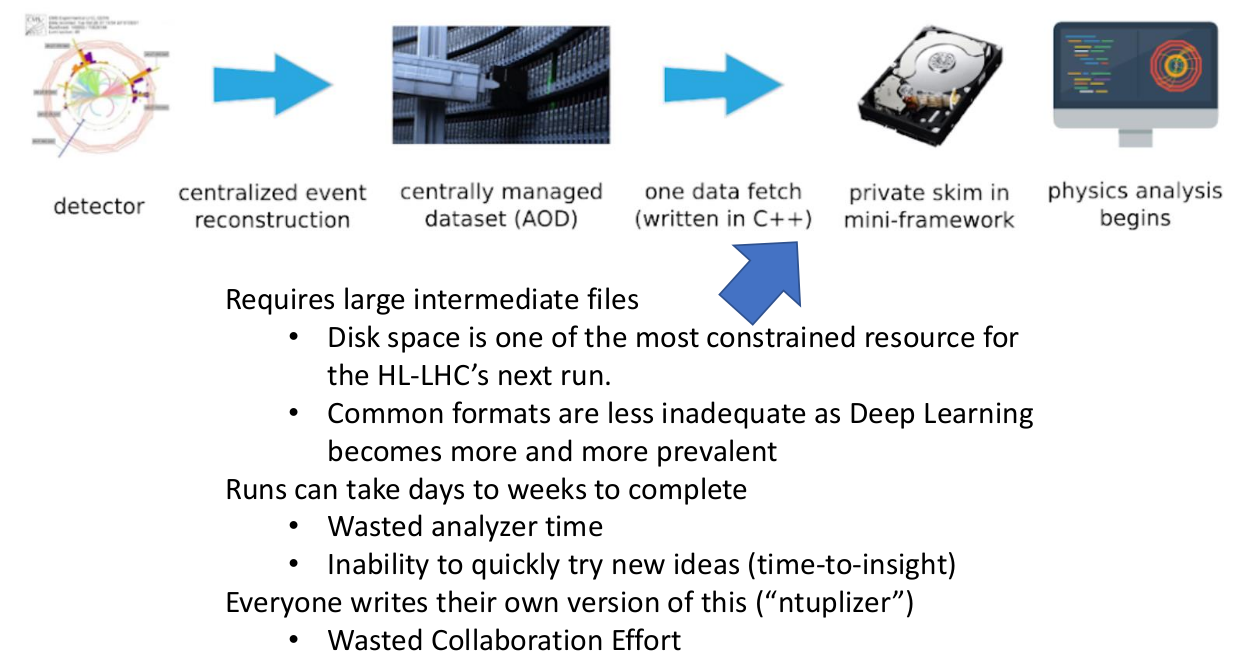 detector
centralized event
reconstruction
centrally managed
dataset (AOD)
one data fetch
(written in C++)
private skim in
mini-framework
physics analysis
begins
Requires large intermediate files
• Disk space is one of the most constrained resource for
the HL-LHC’s next run.
• Common formats are less inadequate as Deep Learning
becomes more and more prevalent
Runs can take days to weeks to complete
• Wasted analyzer time
• Inability to quickly try new ideas (time-to-insight)
Everyone writes their own version of this (“ntuplizer”)
• Wasted Collaboration Effort